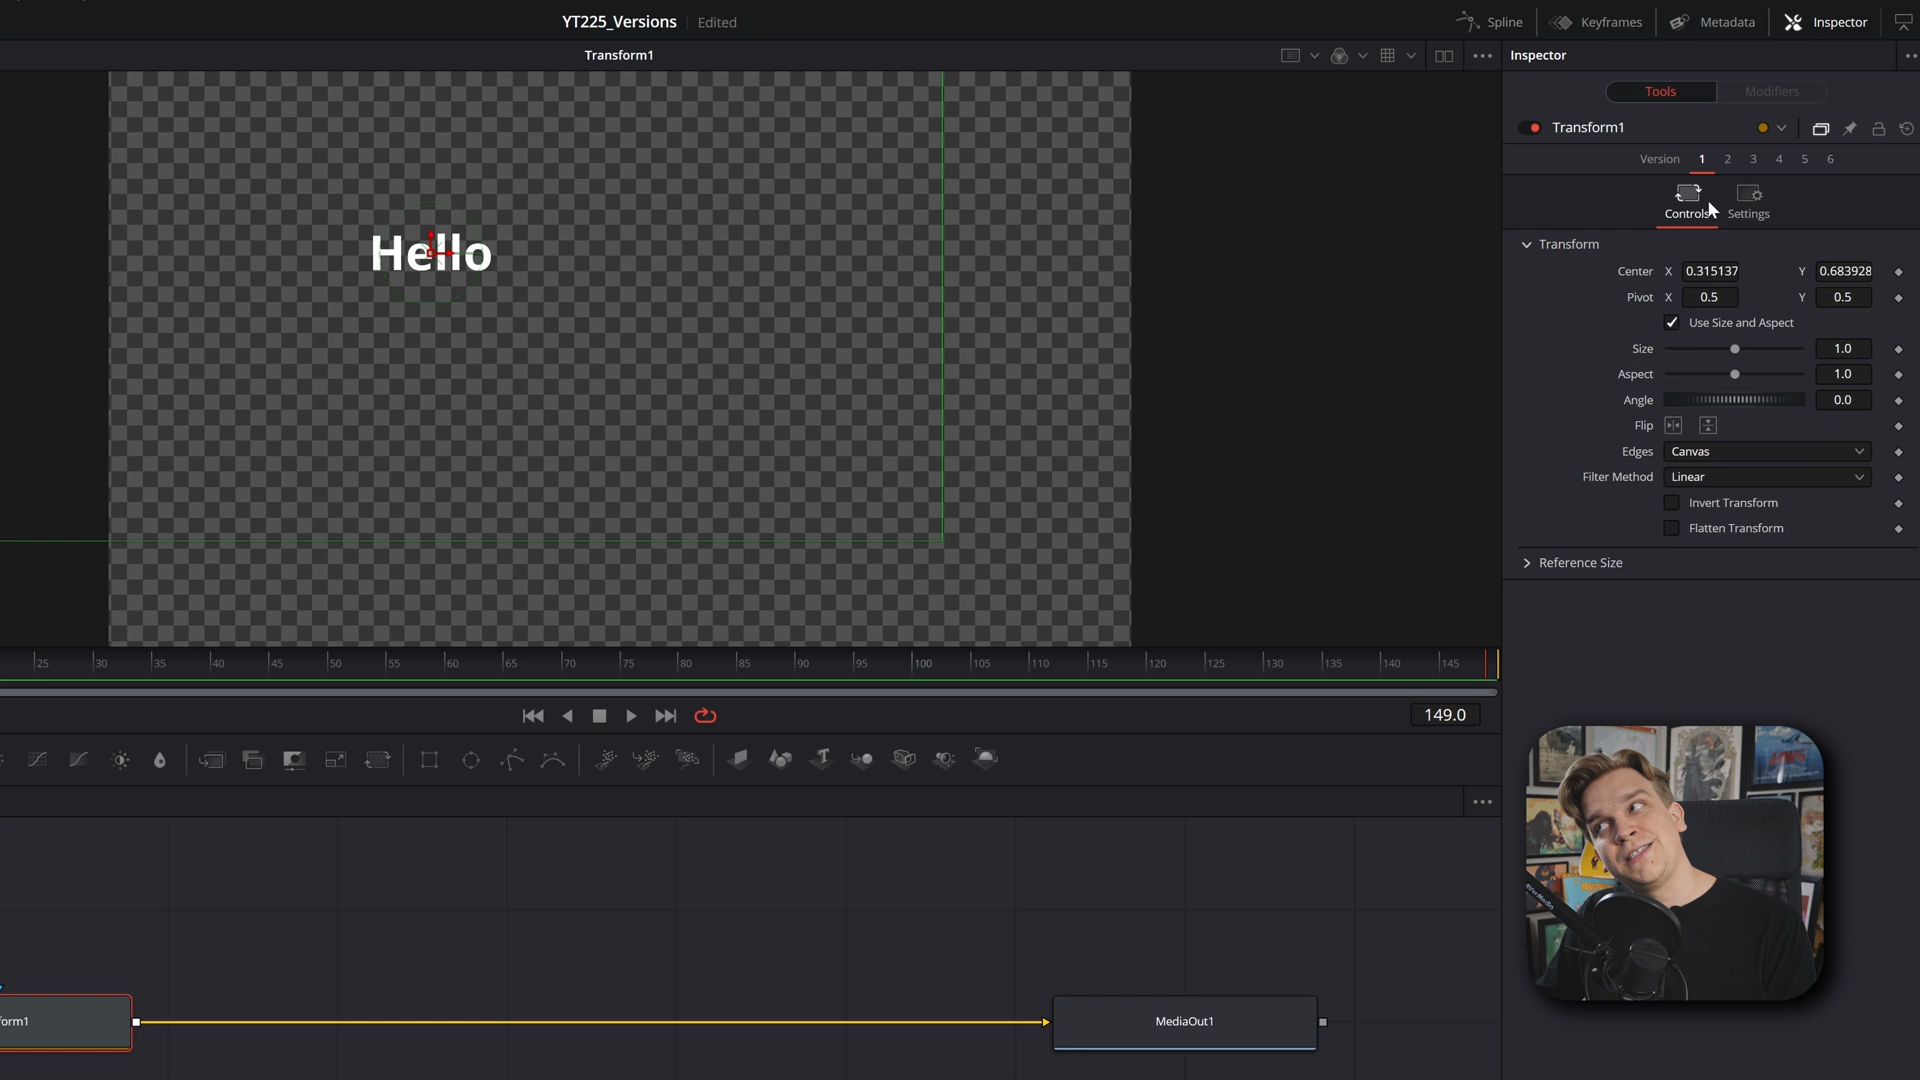 YT225_Versions Edited
Spline Keyframes Metadata Inspector
Transform1
Inspector
Tools Modifiers
Transform1
Version 1 2 3 4 5 6
Controls Settings
Hello
Transform
Center X 0.315137 Y 0.683928
Pivot X 0.5 Y 0.5
Use Size and Aspect
Size 1.0
Aspect 1.0
Angle 0.0
Flip
Edges Canvas
Filter Method Linear
Invert Transform
Flatten Transform
Reference Size
25 30 35 40 45 50 55 60 65 70 75 80 85 90 95 100 105 110 115 120 125 130 135 140 145
149.0
form1
MediaOut1